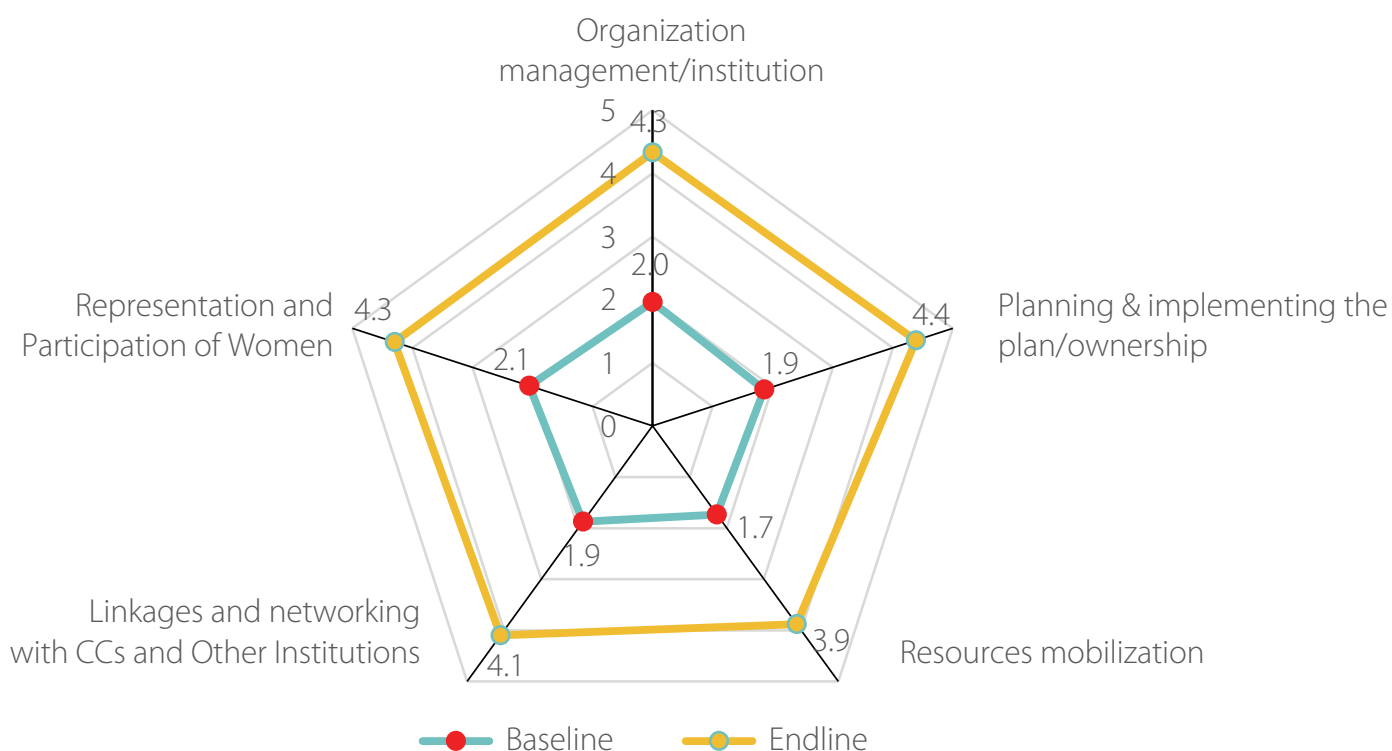 Organization
management/institution
5
4.3
4
3
2.0
2
1
0
4.3
Representation and
Participation of Women
2.1
1.9
4.4
Planning & implementing the
plan/ownership
1.9
4.1
Linkages and networking
with CCs and Other Institutions
1.7
3.9
Resources mobilization
Baseline
Endline